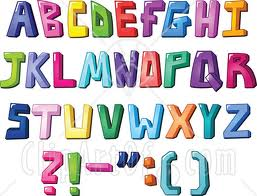 ABCDEFGHI
JKLMNOPQR
STUVWXYZ
?!-":;()